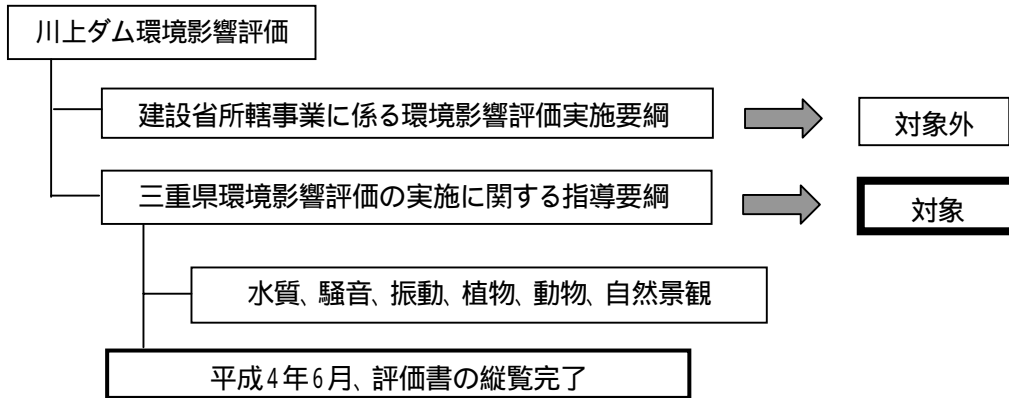 川上ダム環境影響評価
建設省所轄事業に係る環境影響評価実施要綱
対象外
三重県環境影響評価の実施に関する指導要綱
対象
水質、騒音、振動、植物、動物、自然景観
平成4年6月、評価書の縦覧完了